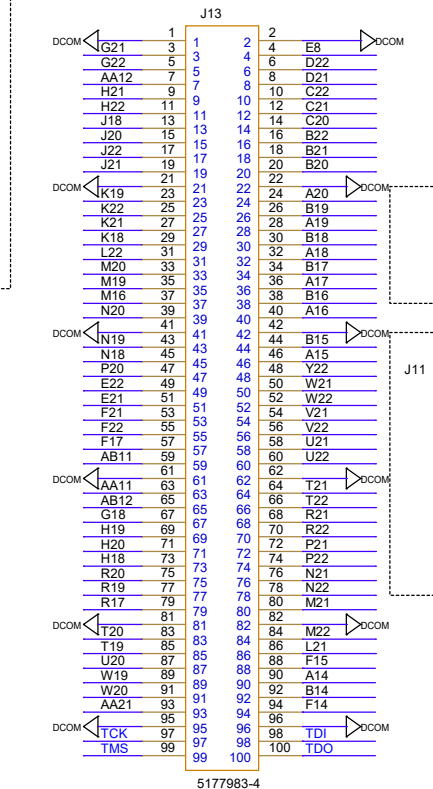 J13
DCOM 1 1 2 2 DCOM
G21 3 3 4 4 E8
G22 5 5 6 6 D22
AA12 7 7 8 8 D21
H21 9 9 10 10 C22
H22 11 11 12 12 C21
J18 13 13 14 14 C20
J20 15 15 16 16 B22
J22 17 17 18 18 B21
J21 19 19 20 20 B20
DCOM 21 21 22 22 DCOM
K19 23 23 24 24 A20
K22 25 25 26 26 B19
K21 27 27 28 28 A19
K18 29 29 30 30 B18
L22 31 31 32 32 A18
M20 33 33 34 34 B17
M19 35 35 36 36 A17
M16 37 37 38 38 B16
N20 39 39 40 40 A16
DCOM 41 41 42 42 DCOM
N19 43 43 44 44 B15
N18 45 45 46 46 A15
P20 47 47 48 48 Y22 J11
E22 49 49 50 50 W21
E21 51 51 52 52 W22
F21 53 53 54 54 V21
F22 55 55 56 56 V22
F17 57 57 58 58 U21
AB11 59 59 60 60 U22
DCOM 61 61 62 62 DCOM
AA11 63 63 64 64 T21
AB12 65 65 66 66 T22
G18 67 67 68 68 R21
H19 69 69 70 70 R22
H20 71 71 72 72 P21
H18 73 73 74 74 P22
R20 75 75 76 76 N21
R19 77 77 78 78 N22
R17 79 79 80 80 M21
DCOM 81 81 82 82 DCOM
T20 83 83 84 84 M22
T19 85 85 86 86 L21
U20 87 87 88 88 F15
W19 89 89 90 90 A14
W20 91 91 92 92 B14
AA21 93 93 94 94 F14
DCOM 95 95 96 96 DCOM
TCK 97 97 98 98 TDI
TMS 99 99 100 100 TDO
5177983-4